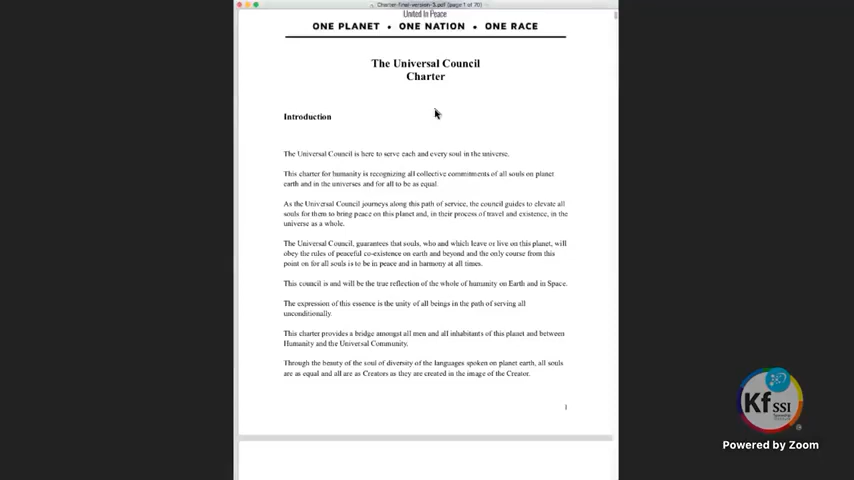 Charter-final-version-3.pdf (page 1 of 70)
United In Peace
ONE PLANET • ONE NATION • ONE RACE
The Universal Council
Charter
Introduction
The Universal Council is here to serve each and every soul in the universe.
This charter for humanity is recognizing all collective commitments of all souls on planet
earth and in the universes and for all to be as equal.
As the Universal Council journeys along this path of service, the council guides to elevate all
souls for them to bring peace on this planet and, in their process of travel and existence, in the
universe as a whole.
The Universal Council, guarantees that souls, who and which leave or live on this planet, will
obey the rules of peaceful co-existence on earth and beyond and the only course from this
point on for all souls is to be in peace and in harmony at all times.
This council is and will be the true reflection of the whole of humanity on Earth and in Space.
The expression of this essence is the unity of all beings in the path of serving all
unconditionally.
This charter provides a bridge amongst all men and all inhabitants of this planet and between
Humanity and the Universal Community.
Through the beauty of the soul of diversity of the languages spoken on planet earth, all souls
are as equal and all are as Creators as they are created in the image of the Creator.
1
Kf SSI
Powered by Zoom